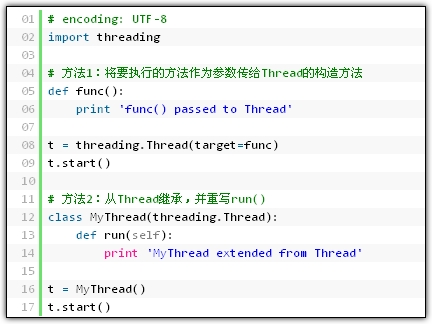 01 # encoding: UTF-8
02 import threading
03
04 # 方法1：将要执行的方法作为参数传给Thread的构造方法
05 def func():
06     print 'func() passed to Thread'
07
08 t = threading.Thread(target=func)
09 t.start()
10
11 # 方法2：从Thread继承，并重写run()
12 class MyThread(threading.Thread):
13     def run(self):
14         print 'MyThread extended from Thread'
15
16 t = MyThread()
17 t.start()